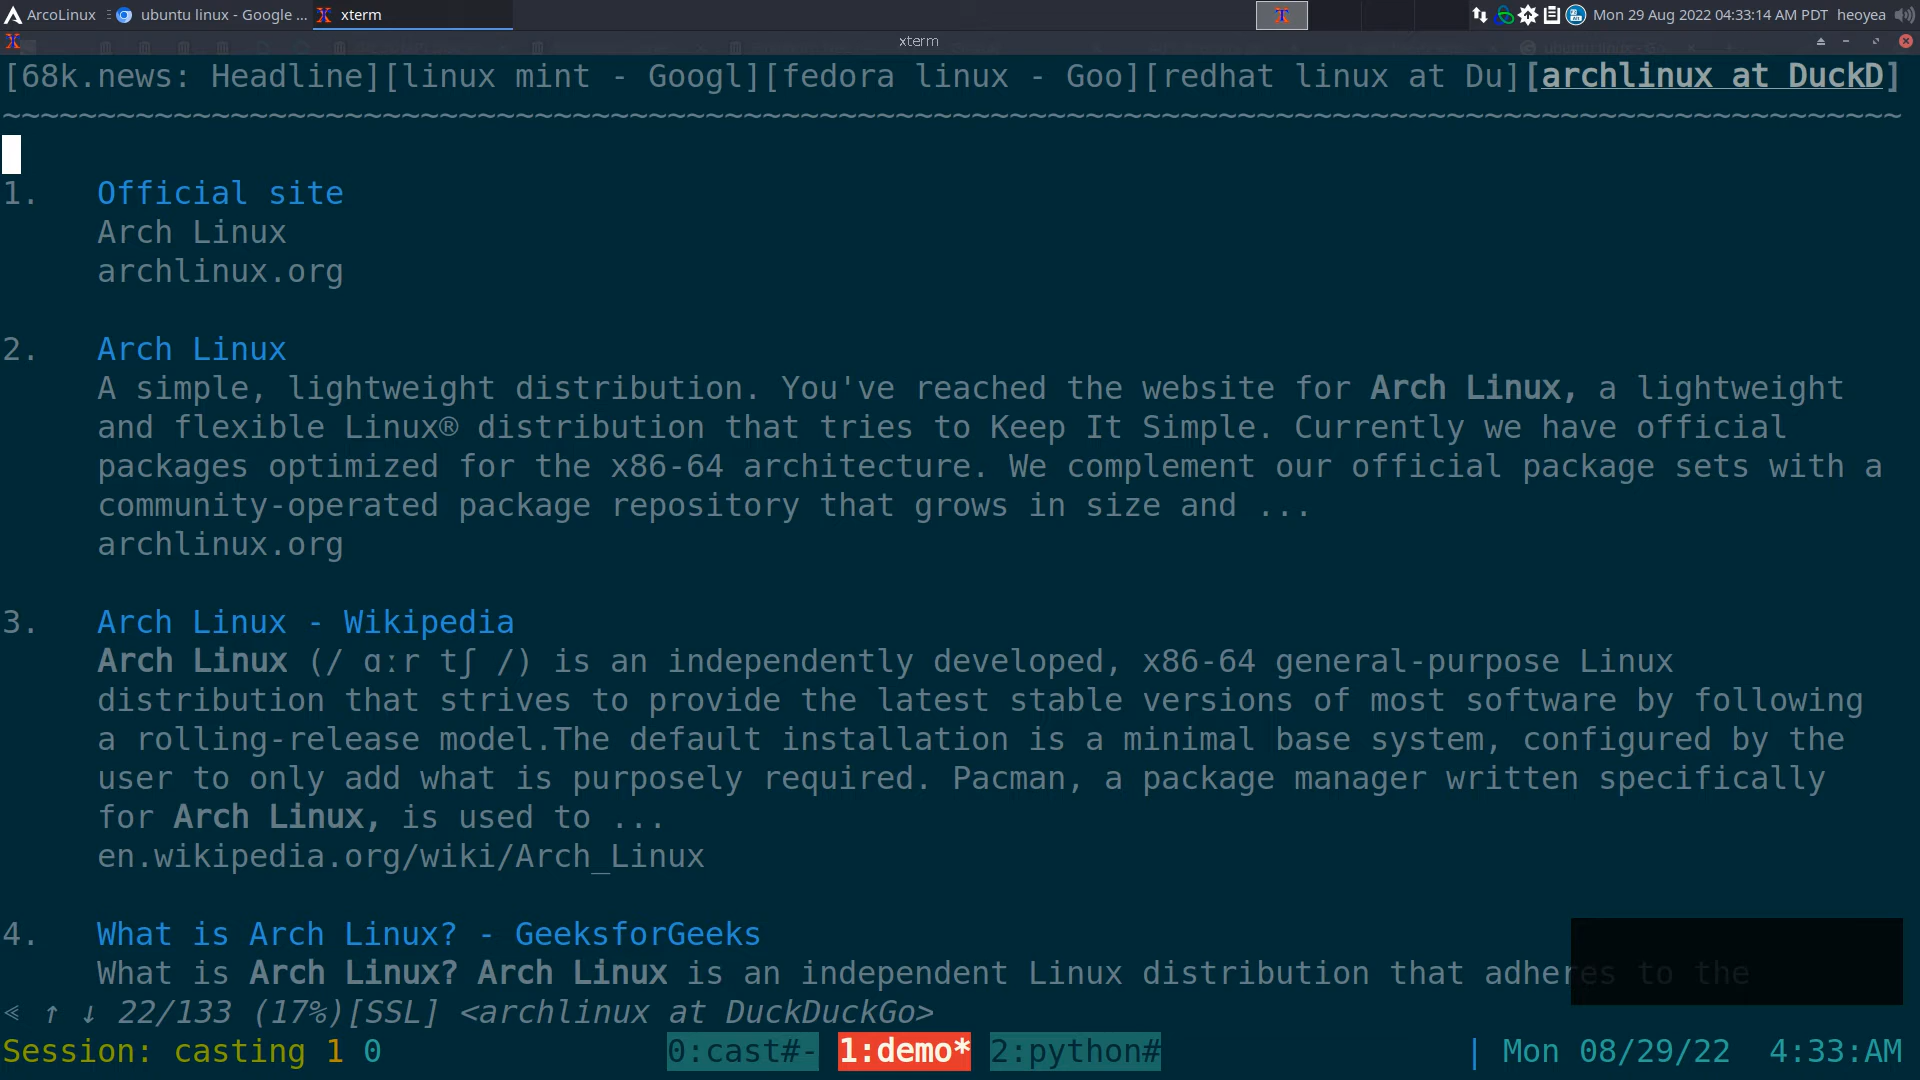 ArcoLinux ubuntu linux - Google ... xterm Mon 29 Aug 2022 04:33:14 AM PDT heoyea
xterm
[68k.news: Headline][linux mint - Googl][fedora linux - Goo][redhat linux at Du][archlinux at DuckD]
~~~~~~~~~~~~~~~~~~~~~~~~~~~~~~~~~~~~~~~~~~~~~~~~~~~~~~~~~~~~~~~~~~~~~~~~~~~~~~~~~~~~~~~~~~~~~~~~~~~~
1. Official site
Arch Linux
archlinux.org
2. Arch Linux
A simple, lightweight distribution. You've reached the website for Arch Linux, a lightweight
and flexible Linux® distribution that tries to Keep It Simple. Currently we have official
packages optimized for the x86-64 architecture. We complement our official package sets with a
community-operated package repository that grows in size and ...
archlinux.org
3. Arch Linux - Wikipedia
Arch Linux (/ ɑːr tʃ /) is an independently developed, x86-64 general-purpose Linux
distribution that strives to provide the latest stable versions of most software by following
a rolling-release model.The default installation is a minimal base system, configured by the
user to only add what is purposely required. Pacman, a package manager written specifically
for Arch Linux, is used to ...
en.wikipedia.org/wiki/Arch_Linux
4. What is Arch Linux? - GeeksforGeeks
What is Arch Linux? Arch Linux is an independent Linux distribution that adheres to the
⪡ ↑ ↓ 22/133 (17%)[SSL] <archlinux at DuckDuckGo>
Session: casting 1 0 0:cast#- 1:demo* 2:python# | Mon 08/29/22 4:33:AM